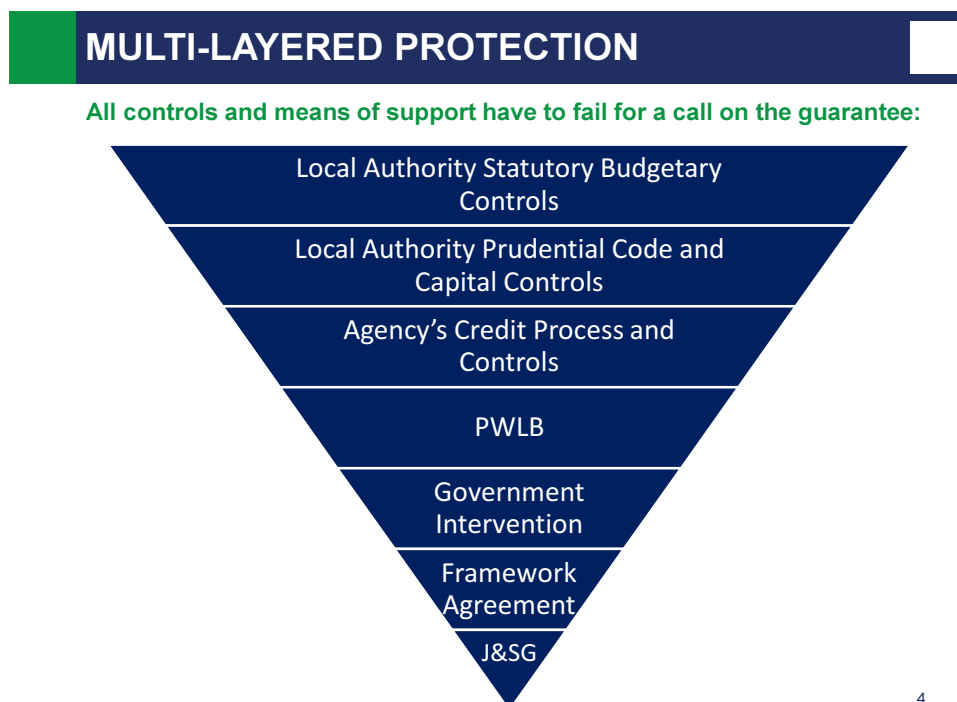 MULTI-LAYERED PROTECTION
All controls and means of support have to fail for a call on the guarantee:
Local Authority Statutory Budgetary
Controls
Local Authority Prudential Code and
Capital Controls
Agency’s Credit Process and
Controls
PWLB
Government
Intervention
Framework
Agreement
J&SG
4